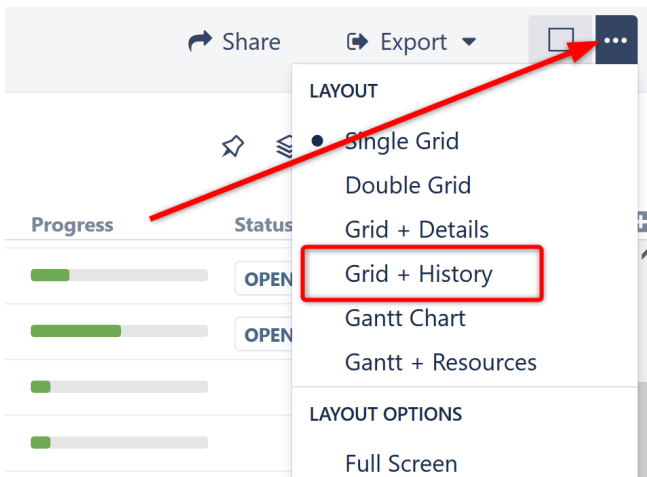 Share Export ...
LAYOUT
Single Grid
Double Grid
Progress Status Grid + Details
OPEN Grid + History
Gantt Chart
OPEN Gantt + Resources
LAYOUT OPTIONS
Full Screen